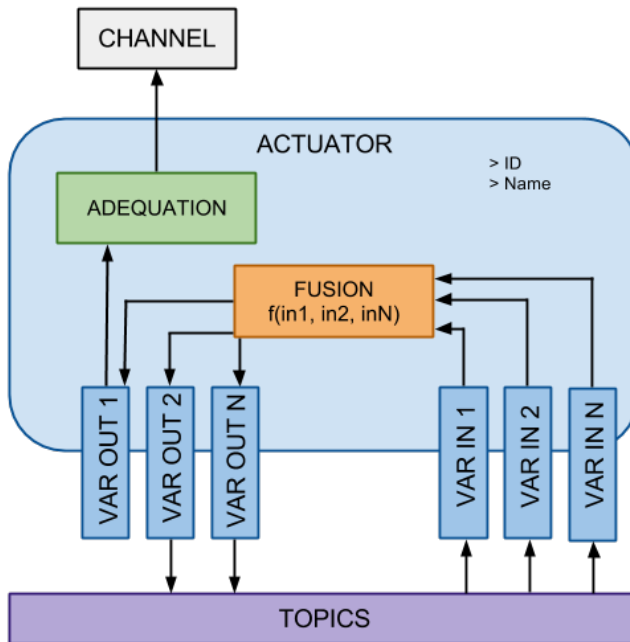 CHANNEL
ACTUATOR
> ID
> Name
ADEQUATION
FUSION
f(in1, in2, inN)
VAR OUT 1
VAR OUT 2
VAR OUT N
VAR IN 1
VAR IN 2
VAR IN N
TOPICS